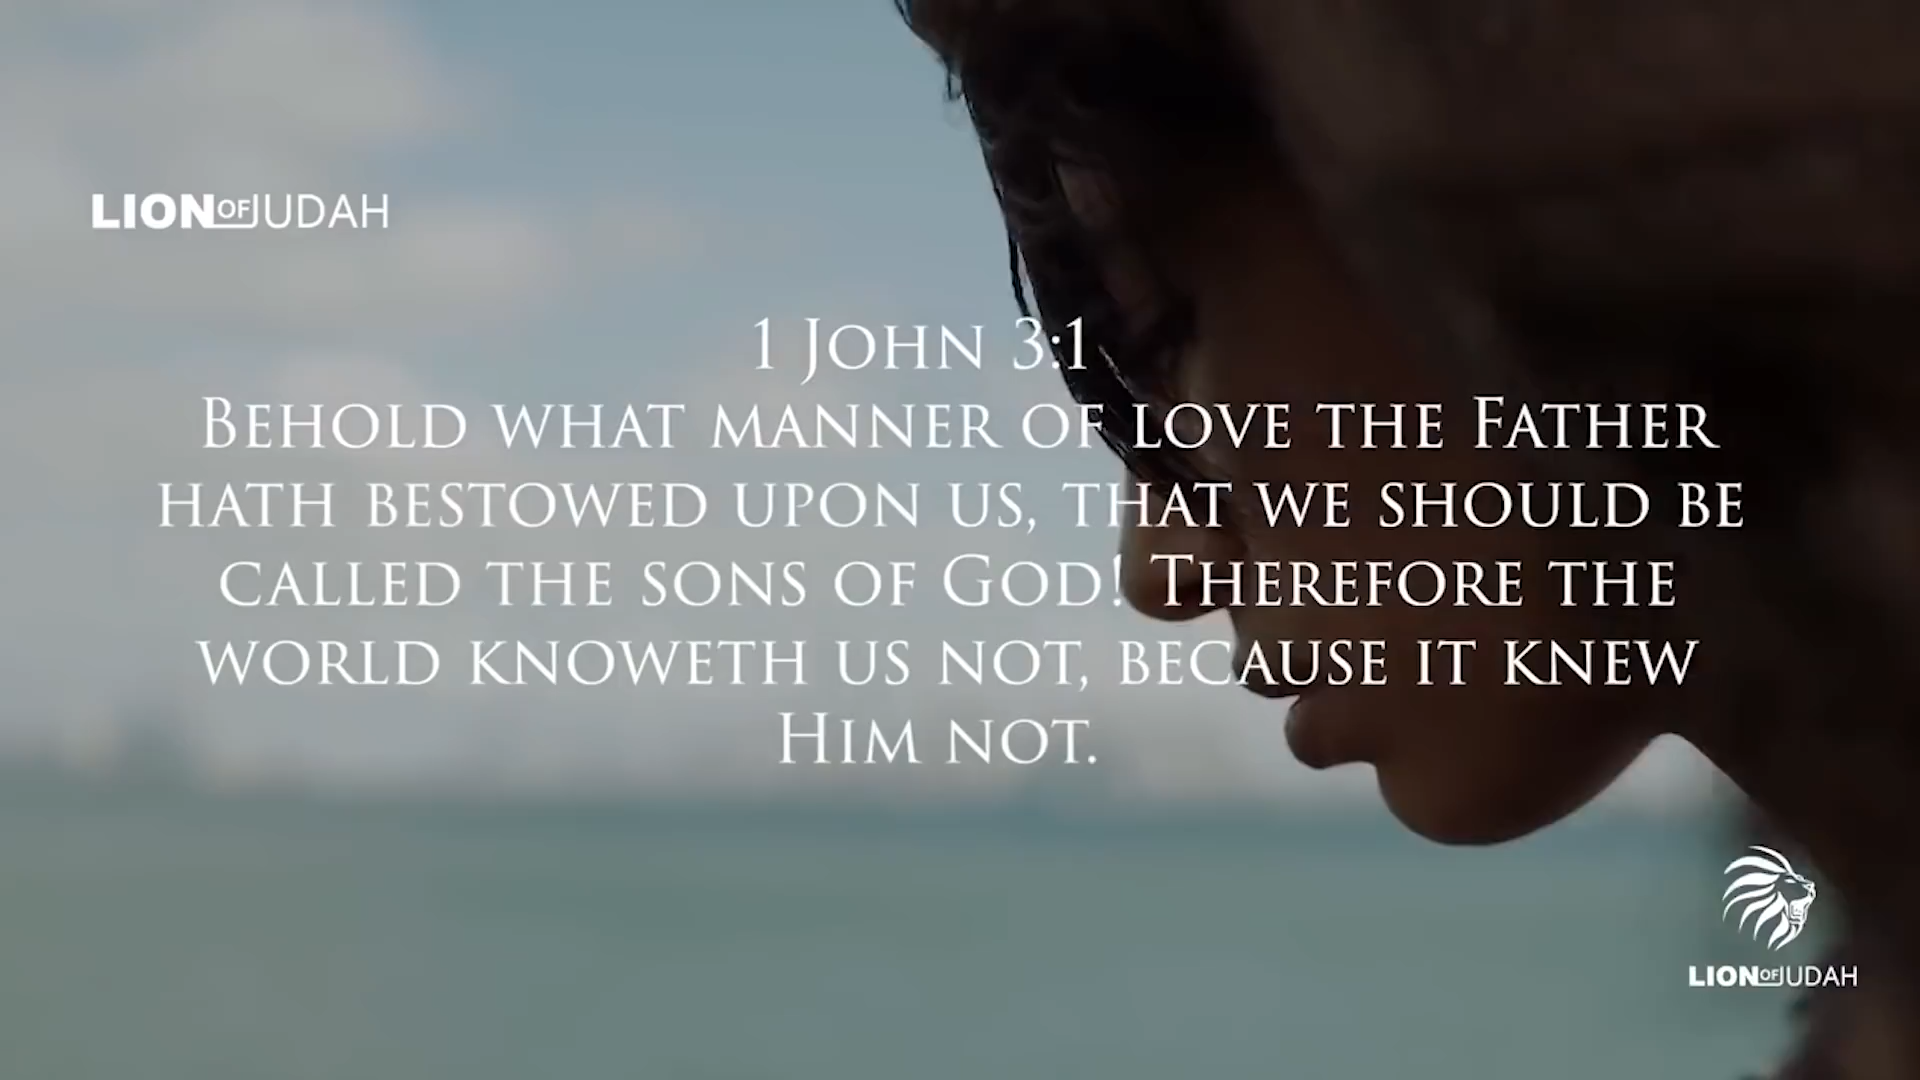 LION OF JUDAH
1 John 3:1
Behold what manner of love the Father
hath bestowed upon us, that we should be
called the sons of God! Therefore the
world knoweth us not, because it knew
Him not.
LION OF JUDAH